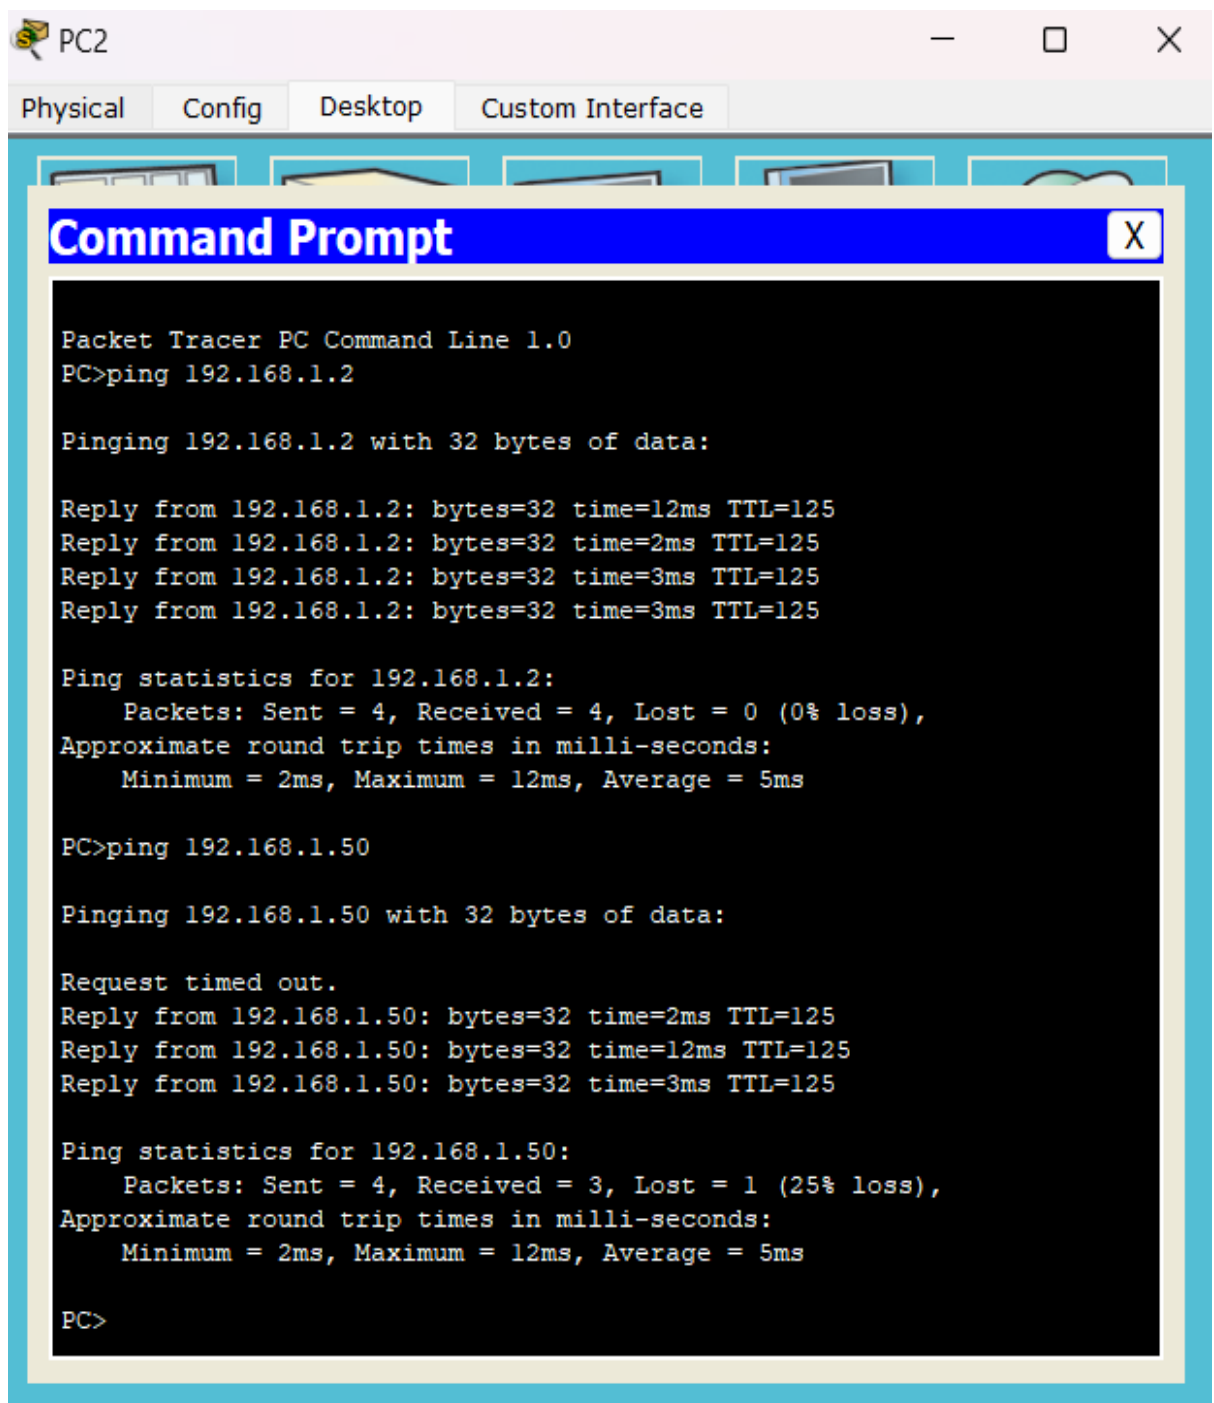 PC2
Physical Config Desktop Custom Interface
Command Prompt
X
Packet Tracer PC Command Line 1.0
PC>ping 192.168.1.2
Pinging 192.168.1.2 with 32 bytes of data:
Reply from 192.168.1.2: bytes=32 time=12ms TTL=125
Reply from 192.168.1.2: bytes=32 time=2ms TTL=125
Reply from 192.168.1.2: bytes=32 time=3ms TTL=125
Reply from 192.168.1.2: bytes=32 time=3ms TTL=125
Ping statistics for 192.168.1.2:
    Packets: Sent = 4, Received = 4, Lost = 0 (0% loss),
Approximate round trip times in milli-seconds:
    Minimum = 2ms, Maximum = 12ms, Average = 5ms
PC>ping 192.168.1.50
Pinging 192.168.1.50 with 32 bytes of data:
Request timed out.
Reply from 192.168.1.50: bytes=32 time=2ms TTL=125
Reply from 192.168.1.50: bytes=32 time=12ms TTL=125
Reply from 192.168.1.50: bytes=32 time=3ms TTL=125
Ping statistics for 192.168.1.50:
    Packets: Sent = 4, Received = 3, Lost = 1 (25% loss),
Approximate round trip times in milli-seconds:
    Minimum = 2ms, Maximum = 12ms, Average = 5ms
PC>